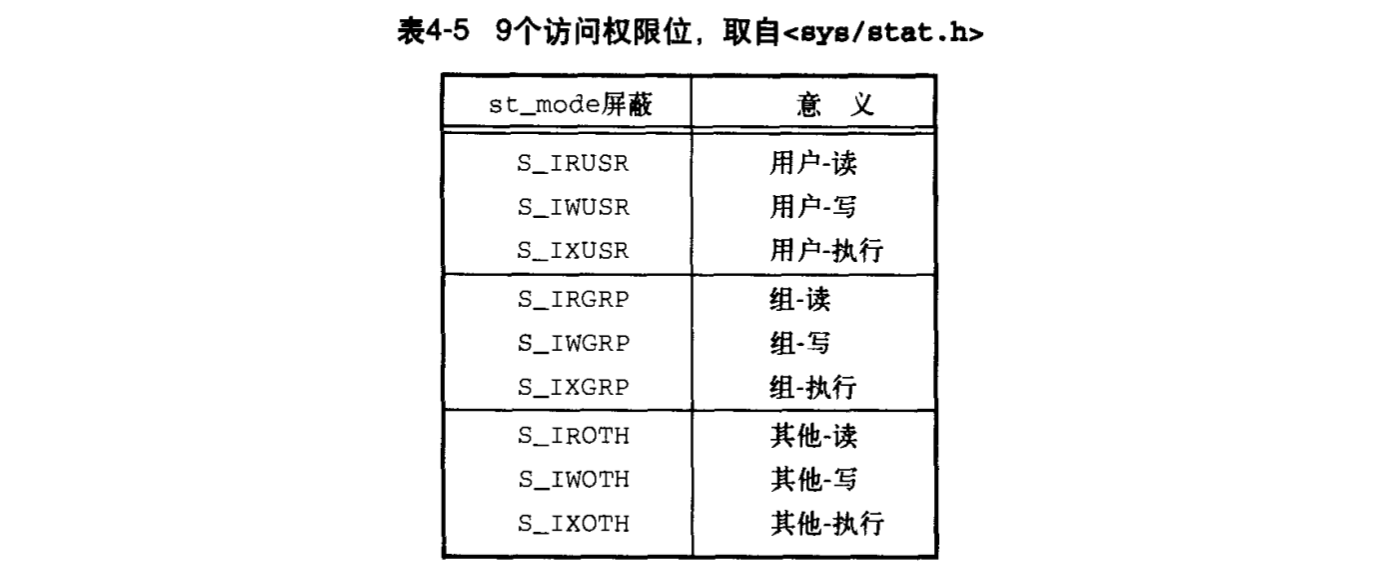 表4-5 9个访问权限位，取自<sys/stat.h>
st_mode屏蔽 意 义
S_IRUSR 用户-读
S_IWUSR 用户-写
S_IXUSR 用户-执行
S_IRGRP 组-读
S_IWGRP 组-写
S_IXGRP 组-执行
S_IROTH 其他-读
S_IWOTH 其他-写
S_IXOTH 其他-执行